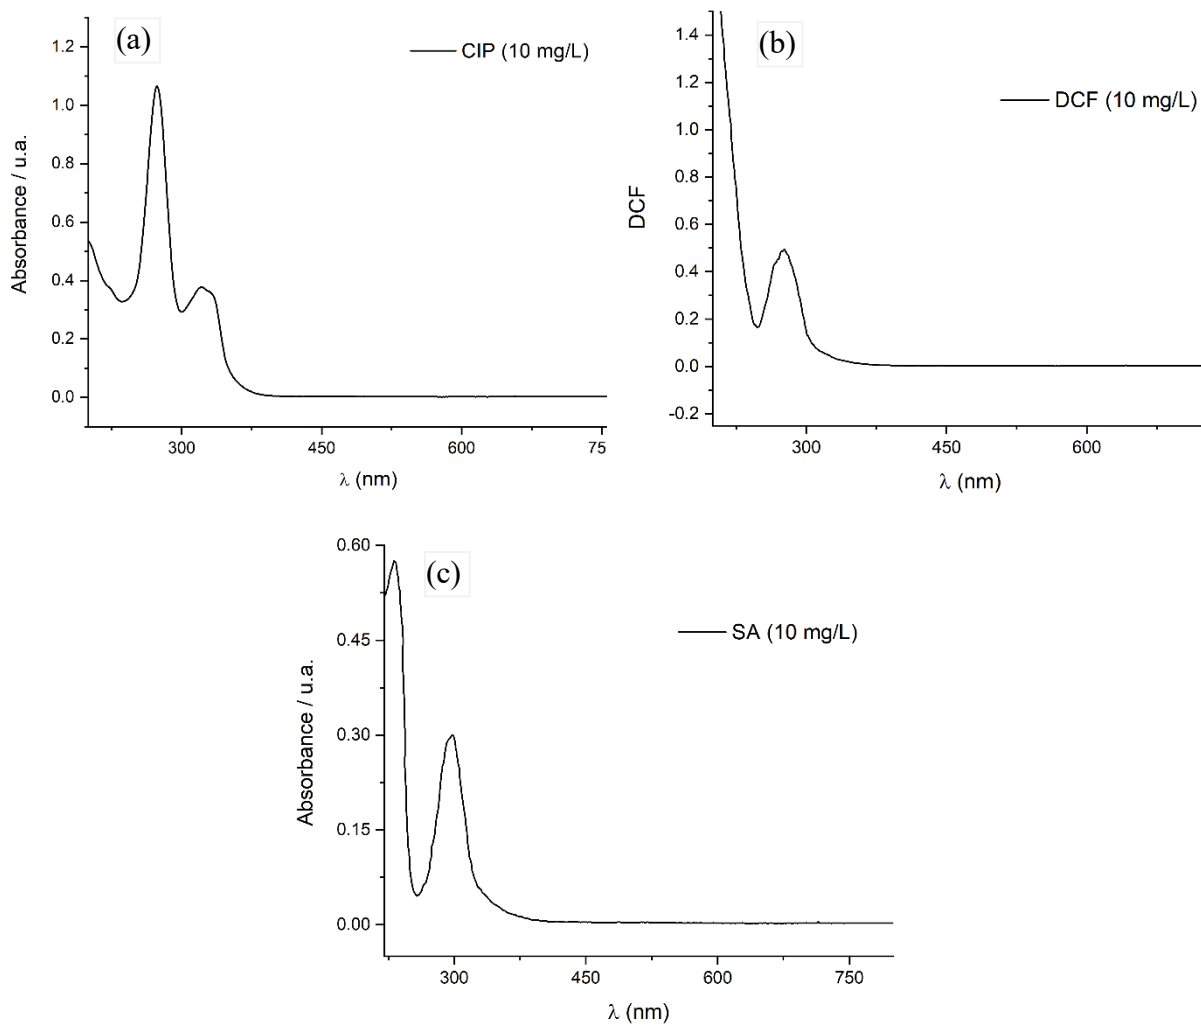 (a)
CIP (10 mg/L)
1.2
1.0
0.8
0.6
0.4
0.2
0.0
Absorbance / u.a.
300
450
600
75
λ (nm)
(b)
DCF (10 mg/L)
1.4
1.2
1.0
0.8
0.6
0.4
0.2
0.0
-0.2
DCF
300
450
600
λ (nm)
(c)
SA (10 mg/L)
0.60
0.45
0.30
0.15
0.00
Absorbance / u.a.
300
450
600
750
λ (nm)